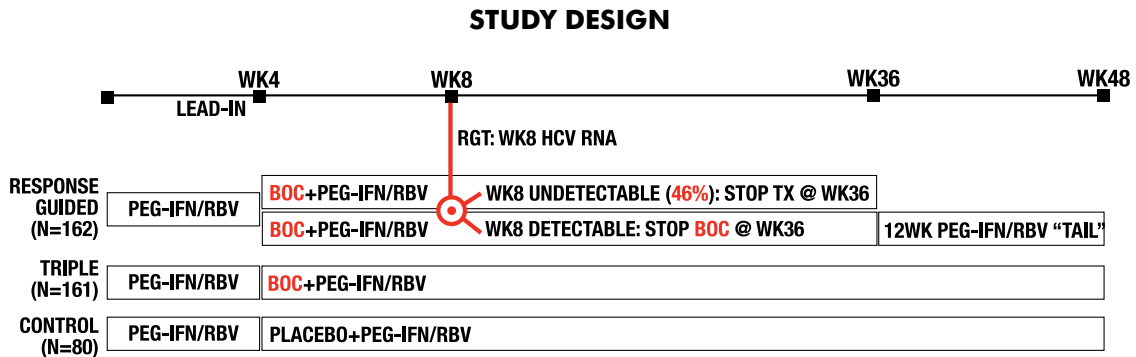 STUDY DESIGN
WK4 WK8 WK36 WK48
LEAD-IN
RGT: WK8 HCV RNA
RESPONSE
GUIDED
(N=162)
PEG-IFN/RBV
BOC+PEG-IFN/RBV WK8 UNDETECTABLE (46%): STOP TX @ WK36
BOC+PEG-IFN/RBV WK8 DETECTABLE: STOP BOC @ WK36 12WK PEG-IFN/RBV “TAIL”
TRIPLE
(N=161)
PEG-IFN/RBV BOC+PEG-IFN/RBV
CONTROL
(N=80)
PEG-IFN/RBV PLACEBO+PEG-IFN/RBV